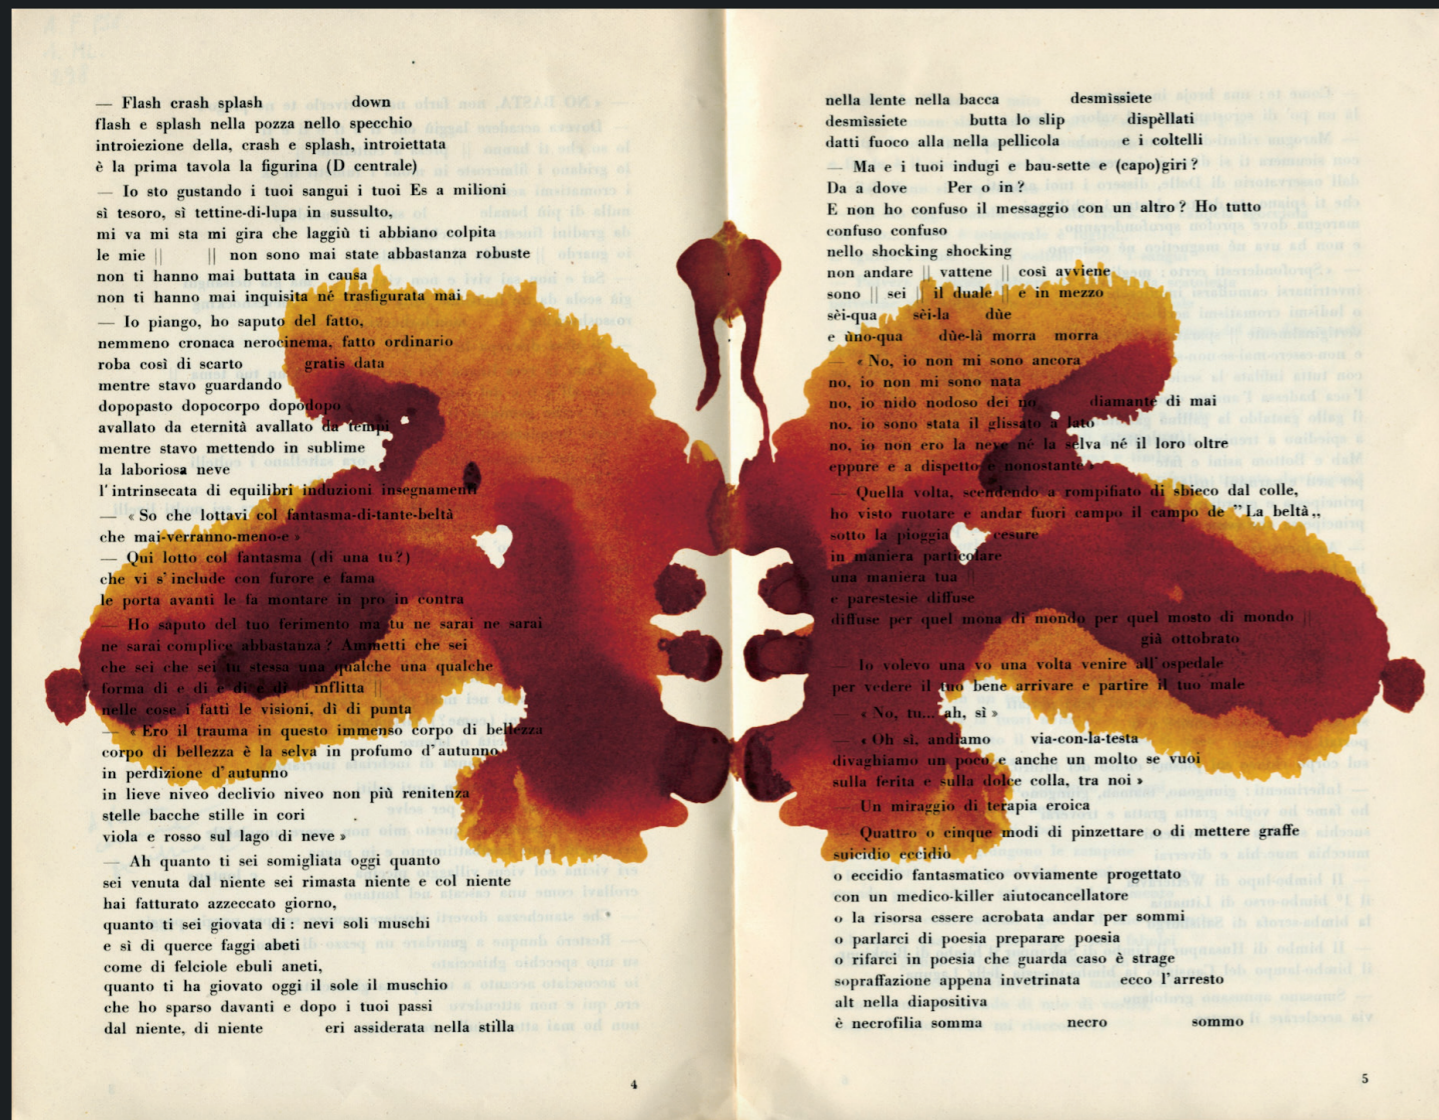 — Flash crash splash down
flash e splash nella pozza nello specchio
introiezione della, crash e splash, introiettata
è la prima tavola la figurina (D centrale)
— Io sto gustando i tuoi sangui i tuoi Es a milioni
sì tesoro, sì tettine-di-lupa in sussulto,
mi va mi sta mi gira che laggiù ti abbiano colpita
le mie || || non sono mai state abbastanza robuste
non ti hanno mai buttata in causa
non ti hanno mai inquisita né trasfigurata mai
— Io piango, ho saputo del fatto,
nemmeno cronaca nerocinema, fatto ordinario
roba così di scarto gratis data
mentre stavo guardando
dopopasto dopocorpo dopodopo
avallato da eternità avallato da tempi
mentre stavo mettendo in sublime
la laboriosa neve
l'intrinsecata di equilibri induzioni insegnamenti
— « So che lottavi col fantasma-di-tante-beltà
che mai-verranno-meno-e »
— Qui lotto col fantasma (di una tu?)
che vi s'include con furore e fama
le porta avanti le fa montare in pro in contra
— Ho saputo del tuo ferimento ma tu ne sarai ne sarai
ne sarai complice abbastanza? Ammetti che sei
che sei che sei tu stessa una qualche una qualche
forma di e di e di e di || inflitta ||
nelle cose i fatti le visioni, dì di punta
— « Ero il trauma in questo immenso corpo di bellezza
corpo di bellezza è la selva in profumo d'autunno
in perdizione d'autunno
in lieve niveo declivio niveo non più renitenza
stelle bacche stille in cori
viola e rosso sul lago di neve »
— Ah quanto ti sei somigliata oggi quanto
sei venuta dal niente sei rimasta niente e col niente
hai fatturato azzeccato giorno,
quanto ti sei giovata di: nevi soli muschi
e sì di querce faggi abeti
come di felciole ebuli aneti,
quanto ti ha giovato oggi il sole il muschio
che ho sparso davanti e dopo i tuoi passi
dal niente, di niente eri assiderata nella stilla
4
nella lente nella bacca desmìssiete
desmìssiete butta lo slip dispèllati
datti fuoco alla nella pellicola e i coltelli
— Ma e i tuoi indugi e bau-sette e (capo)giri?
Da a dove Per o in?
E non ho confuso il messaggio con un altro? Ho tutto
confuso confuso
nello shocking shocking
non andare || vattene || così avviene
sono || sei || il duale || e in mezzo
sèi-qua sèi-la dùe
e ùno-qua dùe-là morra morra
— « No, io non mi sono ancora
no, io non mi sono nata
no, io nido nodoso dei no diamante di mai
no, io sono stata il glissato a lato
no, io non ero la neve né la selva né il loro oltre
eppure e a dispetto e nonostante »
— Quella volta, scendendo a rompifiato di sbieco dal colle,
ho visto ruotare e andar fuori campo il campo de "La beltà„
sotto la pioggia cesure
in maniera particolare
una maniera tua ||
e parestesie diffuse
diffuse per quel mona di mondo per quel mosto di mondo ||
già ottobrato
— Io volevo una vo una volta venire all'ospedale
per vedere il tuo bene arrivare e partire il tuo male
— « No, tu... ah, sì »
— « Oh sì, andiamo via-con-la-testa
divaghiamo un poco e anche un molto se vuoi
sulla ferita e sulla dolce colla, tra noi »
— Un miraggio di terapia eroica
— Quattro o cinque modi di pinzettare o di mettere graffe
suicidio eccidio
o eccidio fantasmatico ovviamente progettato
con un medico-killer aiutocancellatore
o la risorsa essere acrobata andar per sommi
o parlarci di poesia preparare poesia
o rifarci in poesia che guarda caso è strage
sopraffazione appena invetrinata ecco l'arresto
alt nella diapositiva
è necrofilia somma necro sommo
5